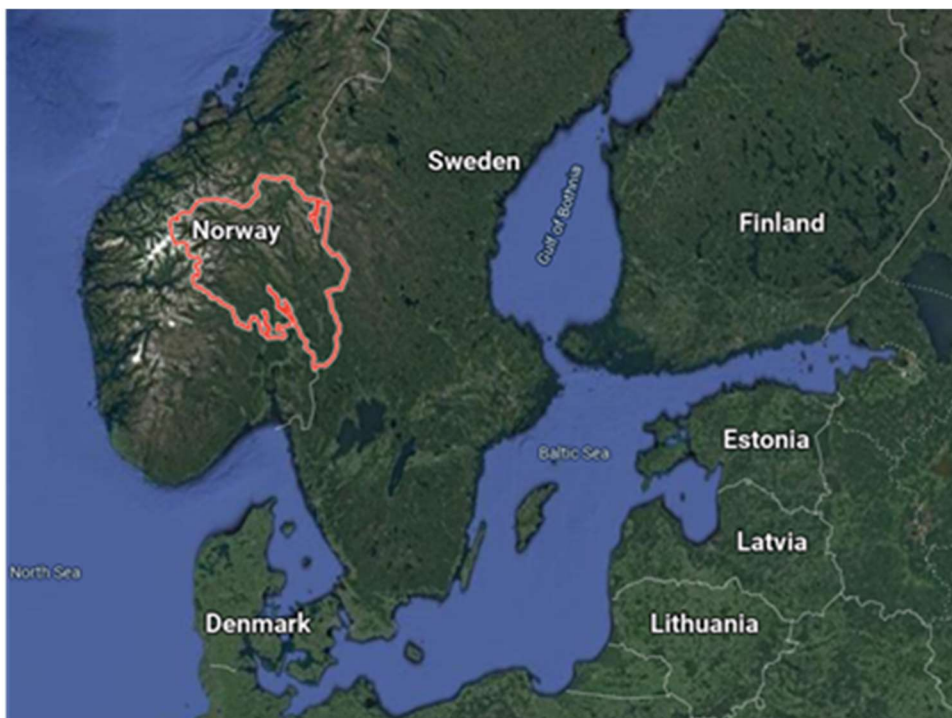 Sweden
Gulf of Bothnia
Finland
Norway
Estonia
Baltic Sea
Latvia
North Sea
Denmark
Lithuania